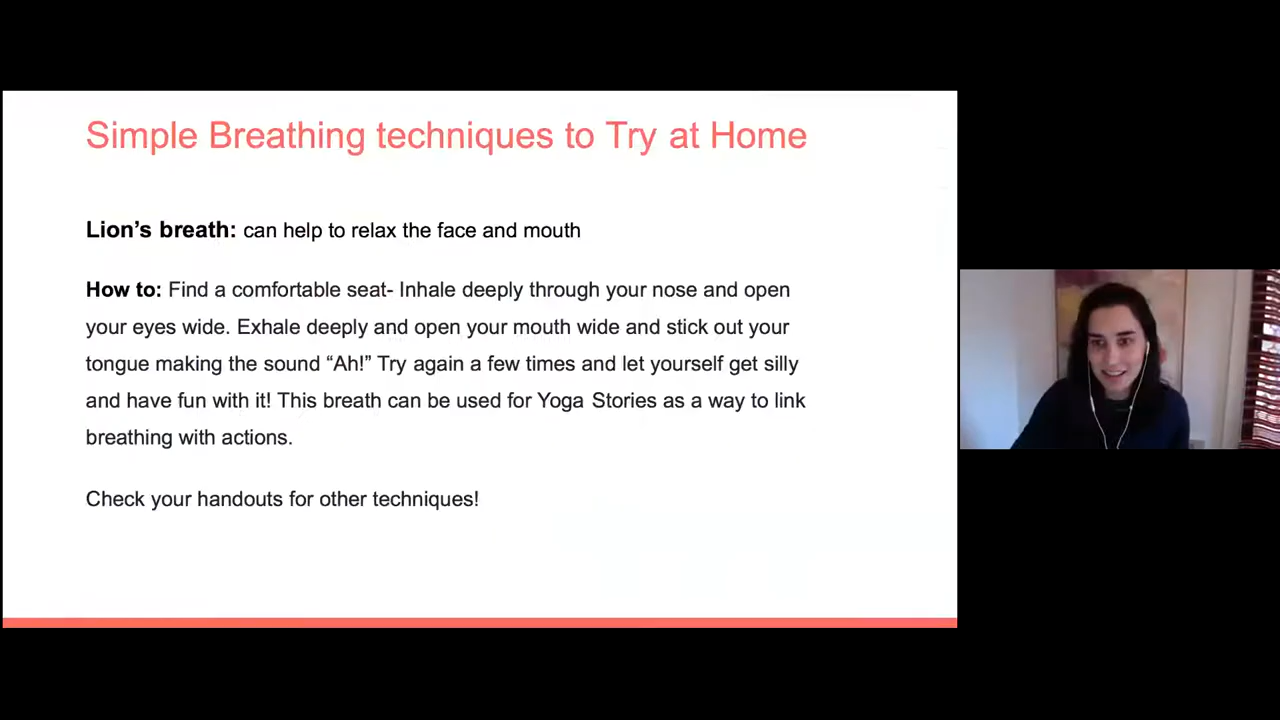 Simple Breathing techniques to Try at Home
Lion’s breath: can help to relax the face and mouth
How to: Find a comfortable seat- Inhale deeply through your nose and open
your eyes wide. Exhale deeply and open your mouth wide and stick out your
tongue making the sound “Ah!” Try again a few times and let yourself get silly
and have fun with it! This breath can be used for Yoga Stories as a way to link
breathing with actions.
Check your handouts for other techniques!